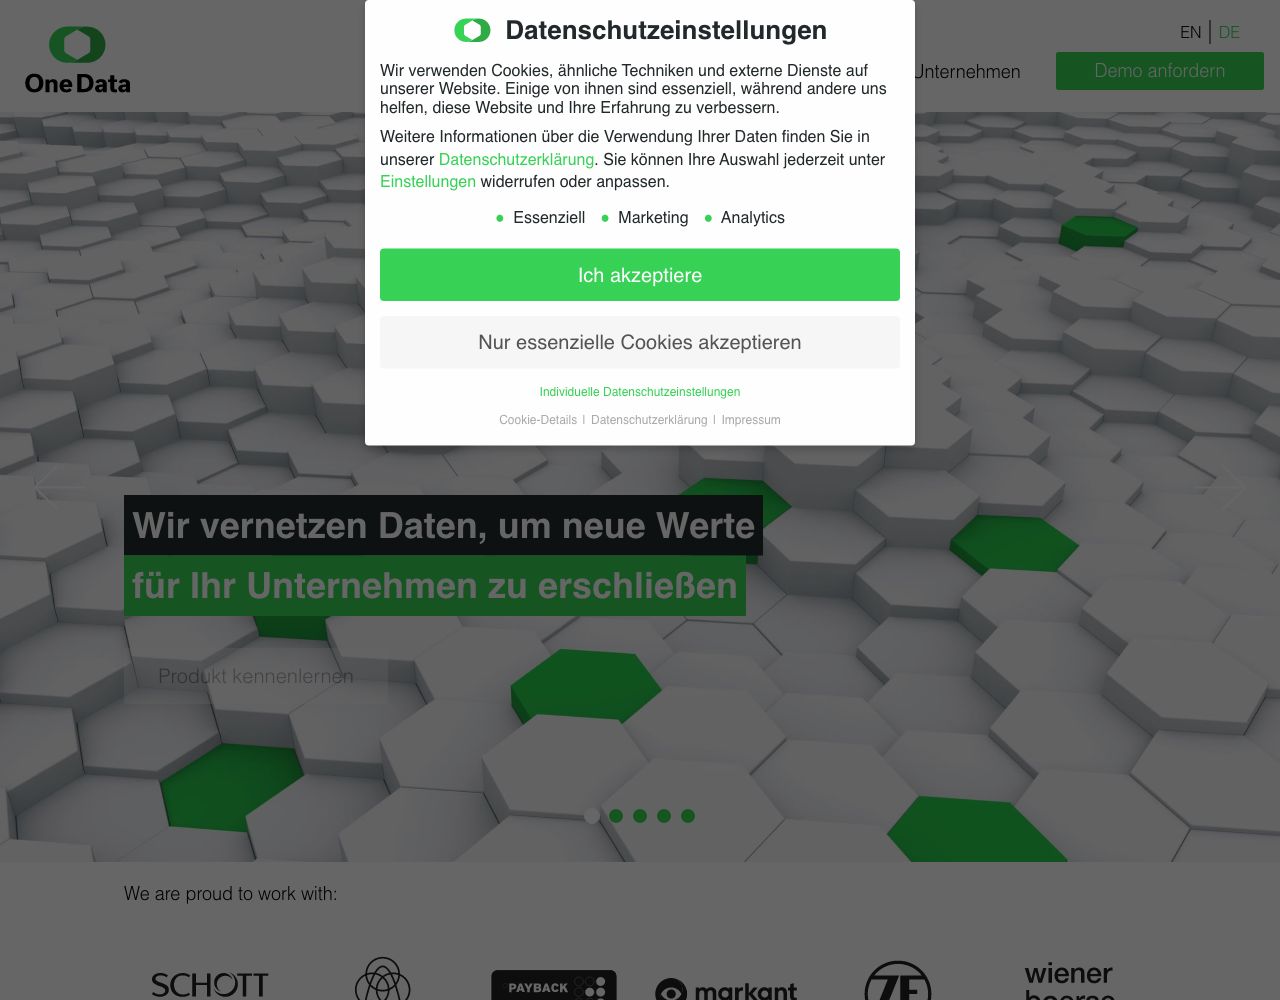 One Data
EN | DE
Unternehmen
Demo anfordern
Datenschutzeinstellungen
Wir verwenden Cookies, ähnliche Techniken und externe Dienste auf
unserer Website. Einige von ihnen sind essenziell, während andere uns
helfen, diese Website und Ihre Erfahrung zu verbessern.
Weitere Informationen über die Verwendung Ihrer Daten finden Sie in
unserer Datenschutzerklärung. Sie können Ihre Auswahl jederzeit unter
Einstellungen widerrufen oder anpassen.
Essenziell Marketing Analytics
Ich akzeptiere
Nur essenzielle Cookies akzeptieren
Individuelle Datenschutzeinstellungen
Cookie-Details | Datenschutzerklärung | Impressum
Wir vernetzen Daten, um neue Werte
für Ihr Unternehmen zu erschließen
Produkt kennenlernen
We are proud to work with:
SCHOTT
PAYBACK
markant
ZF
wiener
boerse